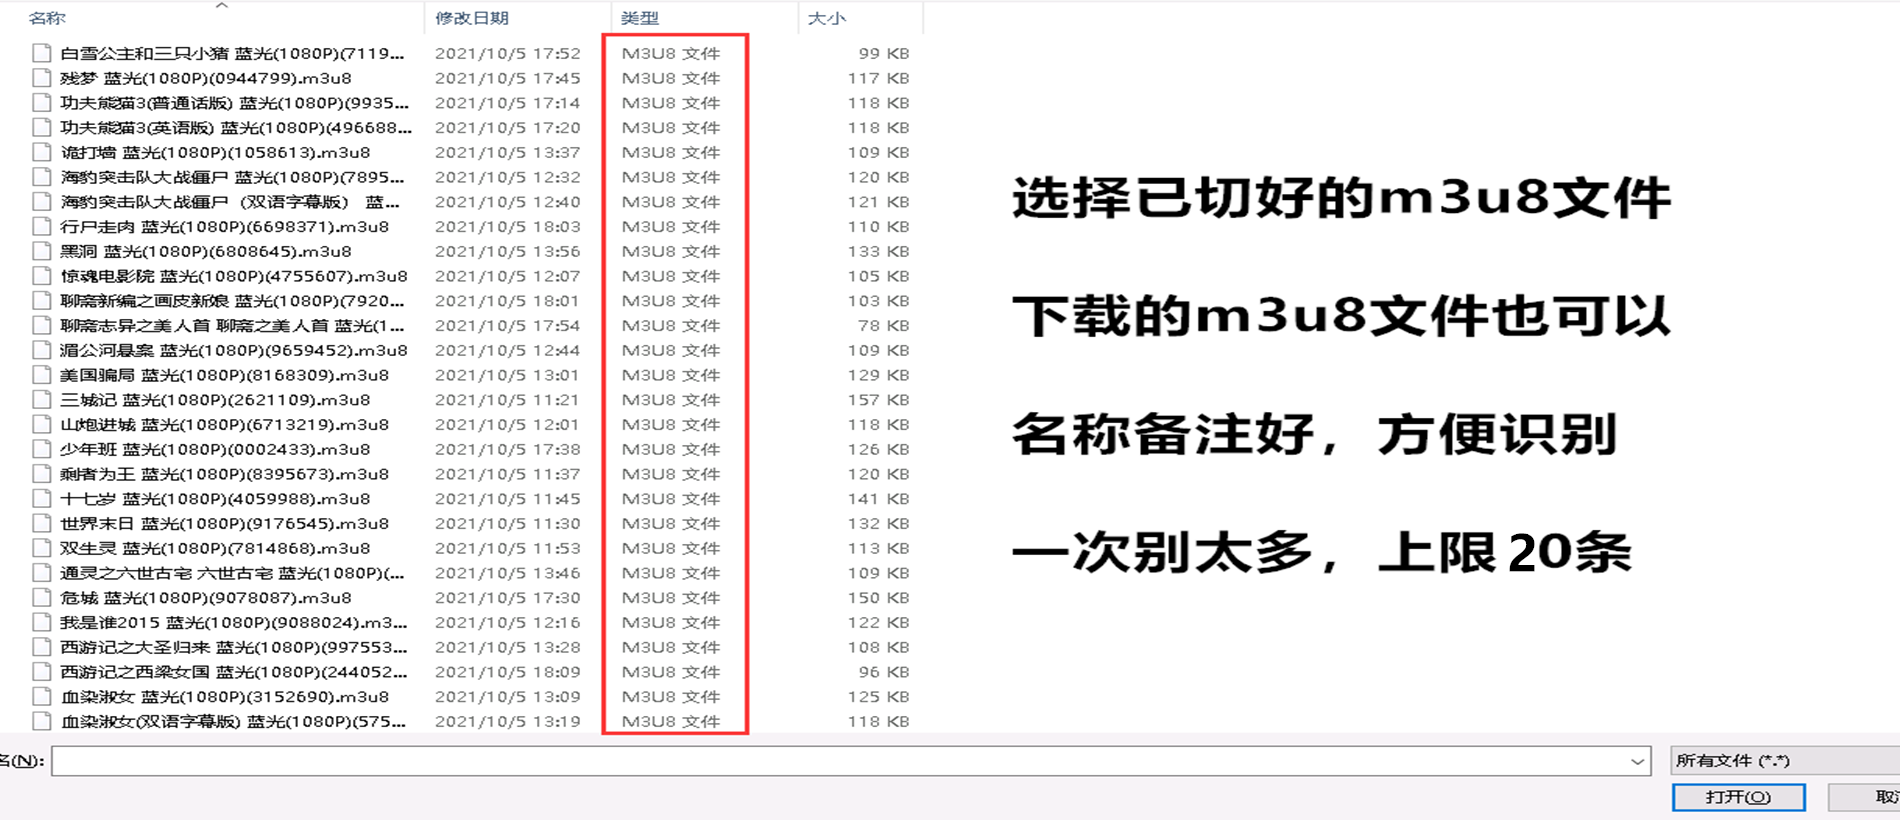 名称 修改日期 类型 大小
白雪公主和三只小猪 蓝光(1080P)(7119... 2021/10/5 17:52 M3U8 文件 99 KB
残梦 蓝光(1080P)(0944799).m3u8 2021/10/5 17:45 M3U8 文件 117 KB
功夫熊猫3(普通话版) 蓝光(1080P)(9935... 2021/10/5 17:14 M3U8 文件 118 KB
功夫熊猫3(英语版) 蓝光(1080P)(496688... 2021/10/5 17:20 M3U8 文件 118 KB
诡打墙 蓝光(1080P)(1058613).m3u8 2021/10/5 13:37 M3U8 文件 109 KB
海豹突击队大战僵尸 蓝光(1080P)(7895... 2021/10/5 12:32 M3U8 文件 120 KB
海豹突击队大战僵尸（双语字幕版） 蓝... 2021/10/5 12:40 M3U8 文件 121 KB
行尸走肉 蓝光(1080P)(6698371).m3u8 2021/10/5 18:03 M3U8 文件 110 KB
黑洞 蓝光(1080P)(6808645).m3u8 2021/10/5 13:56 M3U8 文件 133 KB
惊魂电影院 蓝光(1080P)(4755607).m3u8 2021/10/5 12:07 M3U8 文件 105 KB
聊斋新编之画皮新娘 蓝光(1080P)(7920... 2021/10/5 18:01 M3U8 文件 103 KB
聊斋志异之美人首 聊斋之美人首 蓝光(1... 2021/10/5 17:54 M3U8 文件 78 KB
湄公河悬案 蓝光(1080P)(9659452).m3u8 2021/10/5 12:44 M3U8 文件 109 KB
美国骗局 蓝光(1080P)(8168309).m3u8 2021/10/5 13:01 M3U8 文件 129 KB
三城记 蓝光(1080P)(2621109).m3u8 2021/10/5 11:21 M3U8 文件 157 KB
山炮进城 蓝光(1080P)(6713219).m3u8 2021/10/5 12:01 M3U8 文件 118 KB
少年班 蓝光(1080P)(0002433).m3u8 2021/10/5 17:38 M3U8 文件 126 KB
剩者为王 蓝光(1080P)(8395673).m3u8 2021/10/5 11:37 M3U8 文件 120 KB
十七岁 蓝光(1080P)(4059988).m3u8 2021/10/5 11:45 M3U8 文件 141 KB
世界末日 蓝光(1080P)(9176545).m3u8 2021/10/5 11:30 M3U8 文件 132 KB
双生灵 蓝光(1080P)(7814868).m3u8 2021/10/5 11:53 M3U8 文件 113 KB
通灵之六世古宅 六世古宅 蓝光(1080P)(... 2021/10/5 13:46 M3U8 文件 109 KB
危城 蓝光(1080P)(9078087).m3u8 2021/10/5 17:30 M3U8 文件 150 KB
我是谁2015 蓝光(1080P)(9088024).m3... 2021/10/5 12:16 M3U8 文件 122 KB
西游记之大圣归来 蓝光(1080P)(997553... 2021/10/5 13:28 M3U8 文件 108 KB
西游记之西梁女国 蓝光(1080P)(244052... 2021/10/5 18:09 M3U8 文件 96 KB
血染淑女 蓝光(1080P)(3152690).m3u8 2021/10/5 13:09 M3U8 文件 125 KB
血染淑女(双语字幕版) 蓝光(1080P)(575... 2021/10/5 13:19 M3U8 文件 118 KB
选择已切好的m3u8文件
下载的m3u8文件也可以
名称备注好，方便识别
一次别太多，上限20条
名(N): 所有文件 (*.*)
打开(O) 取